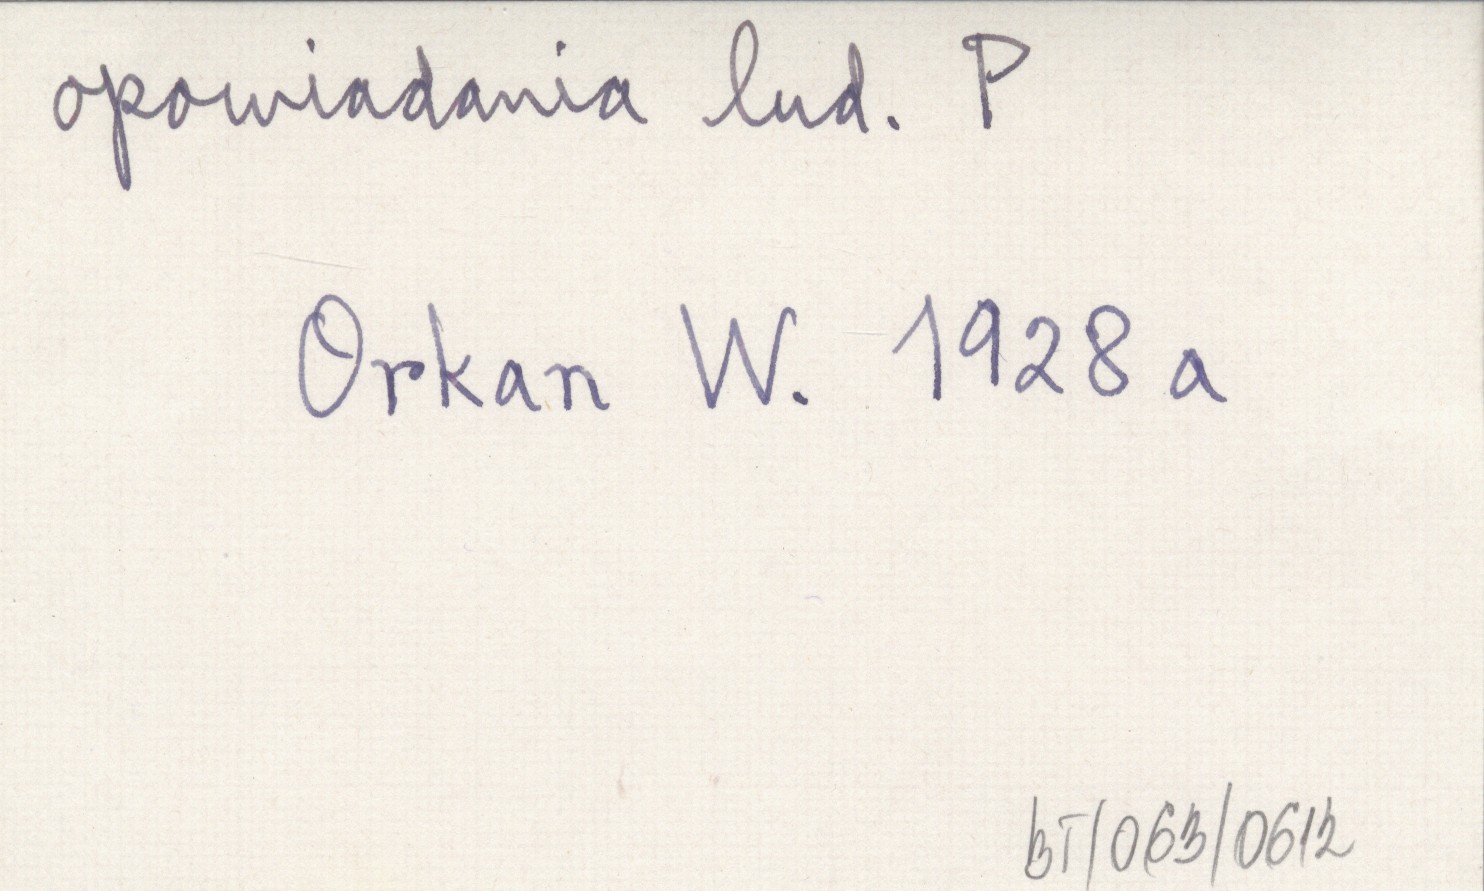 opowiadania lud. P
Orkan W. 1928 a
BT/063/0612